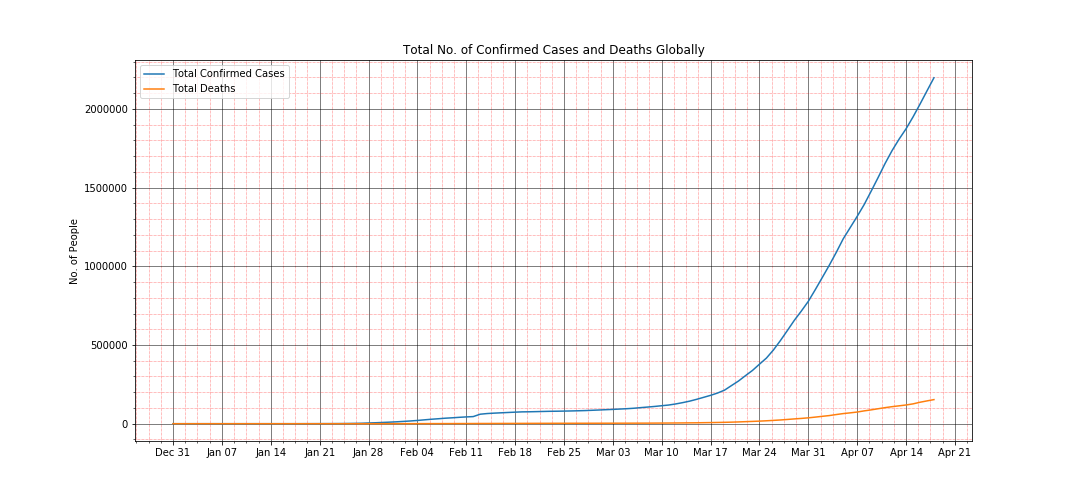 Total No. of Confirmed Cases and Deaths Globally
Total Confirmed Cases
Total Deaths
No. of People
2000000
1500000
1000000
500000
0
Dec 31 Jan 07 Jan 14 Jan 21 Jan 28 Feb 04 Feb 11 Feb 18 Feb 25 Mar 03 Mar 10 Mar 17 Mar 24 Mar 31 Apr 07 Apr 14 Apr 21